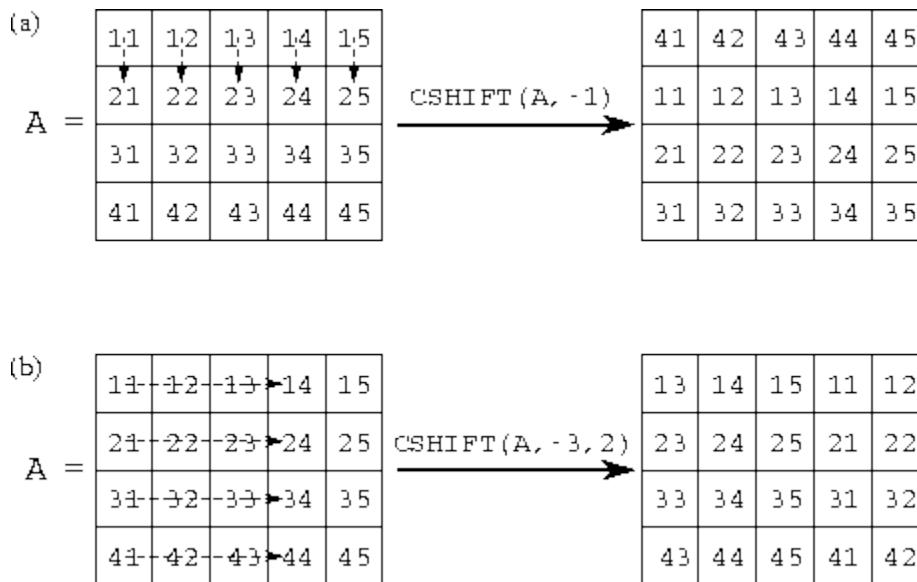 (a)
11 12 13 14 15
41 42 43 44 45
21 22 23 24 25
CSHIFT(A,-1)
11 12 13 14 15
A =
31 32 33 34 35
21 22 23 24 25
41 42 43 44 45
31 32 33 34 35
(b)
11 12 13 14 15
13 14 15 11 12
21 22 23 24 25
CSHIFT(A,-3,2)
23 24 25 21 22
A =
31 32 33 34 35
33 34 35 31 32
41 42 43 44 45
43 44 45 41 42